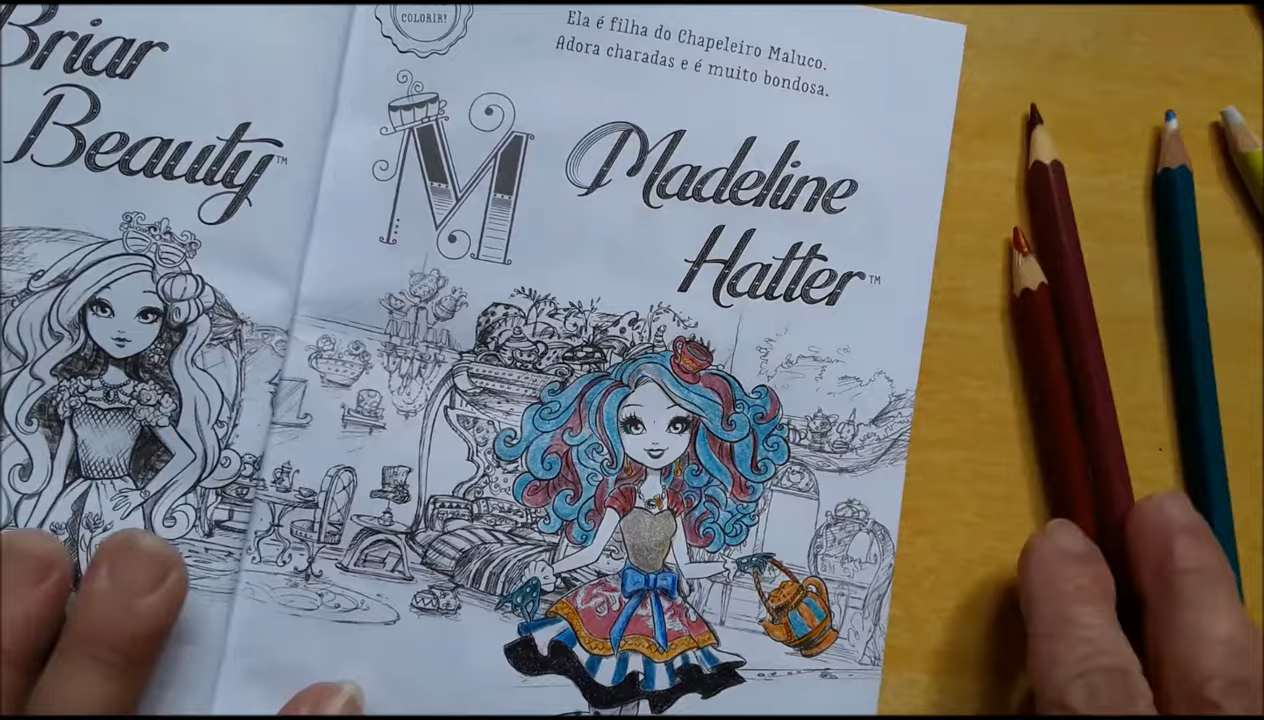 Briar
Beauty™
COLORIR!
Ela é filha do Chapeleiro Maluco.
Adora charadas e é muito bondosa.
M
Madeline
Hatter™